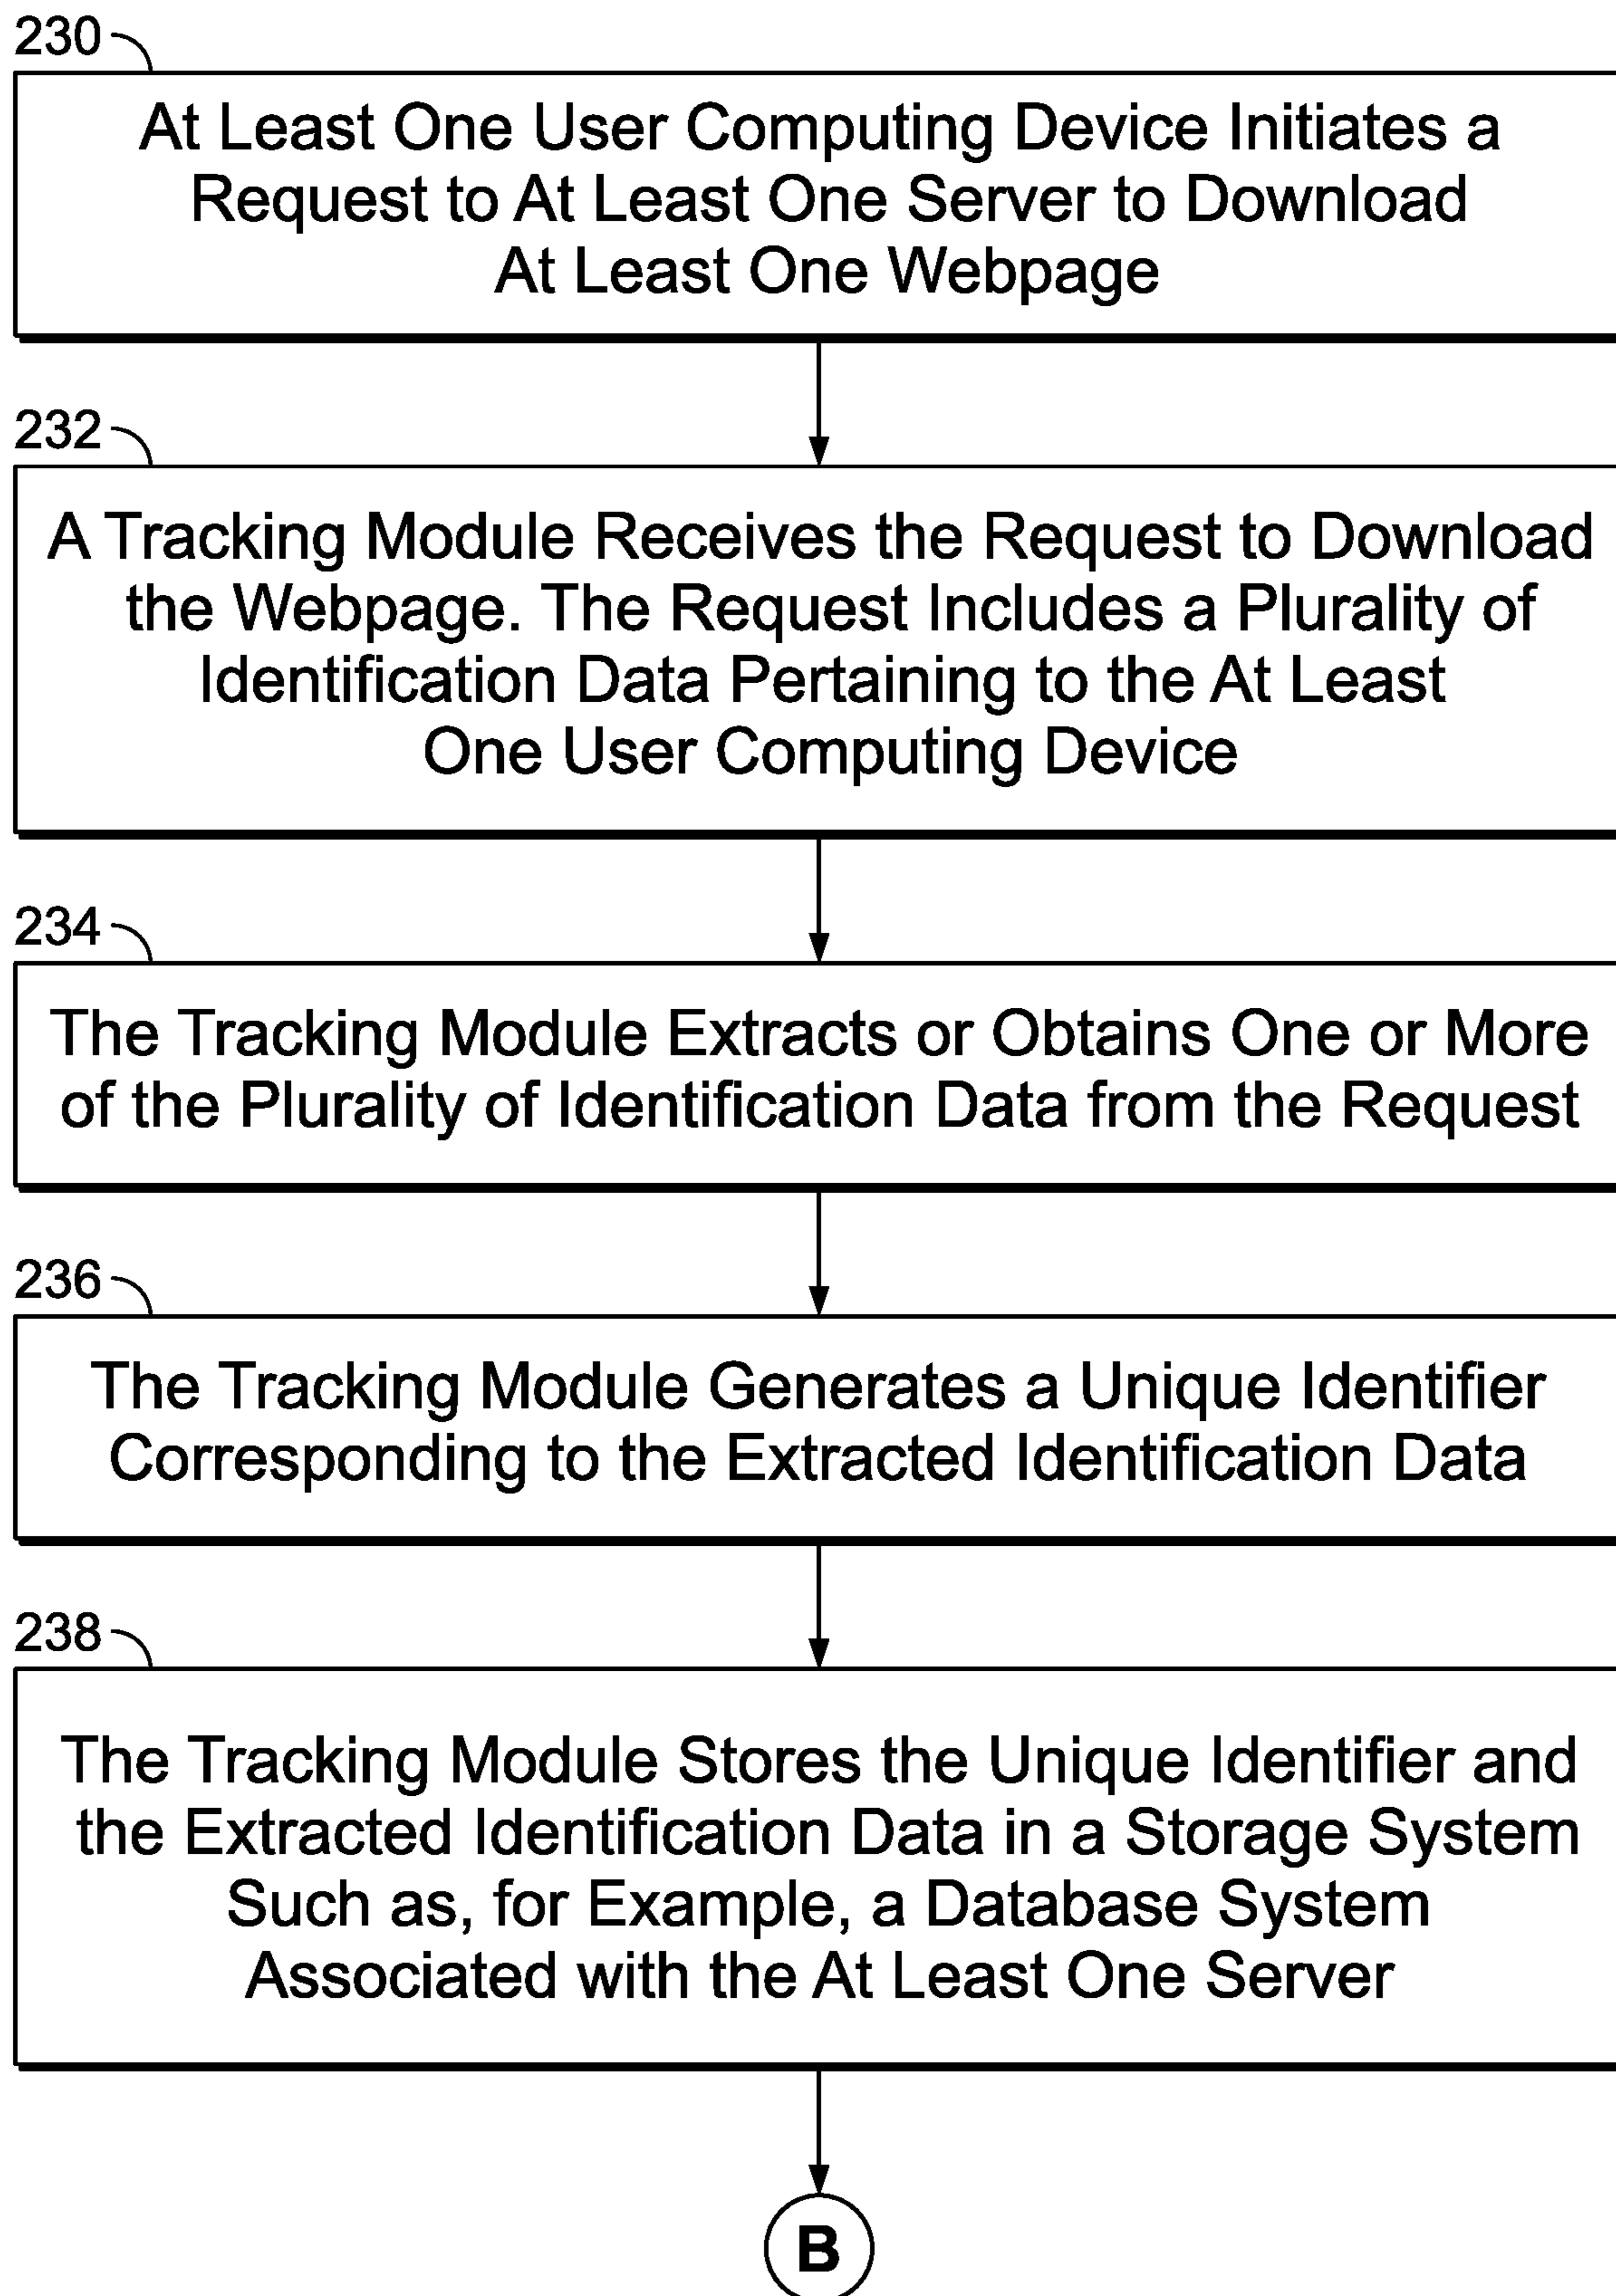 230
At Least One User Computing Device Initiates a
Request to At Least One Server to Download
At Least One Webpage
232
A Tracking Module Receives the Request to Download
the Webpage. The Request Includes a Plurality of
Identification Data Pertaining to the At Least
One User Computing Device
234
The Tracking Module Extracts or Obtains One or More
of the Plurality of Identification Data from the Request
236
The Tracking Module Generates a Unique Identifier
Corresponding to the Extracted Identification Data
238
The Tracking Module Stores the Unique Identifier and
the Extracted Identification Data in a Storage System
Such as, for Example, a Database System
Associated with the At Least One Server
B